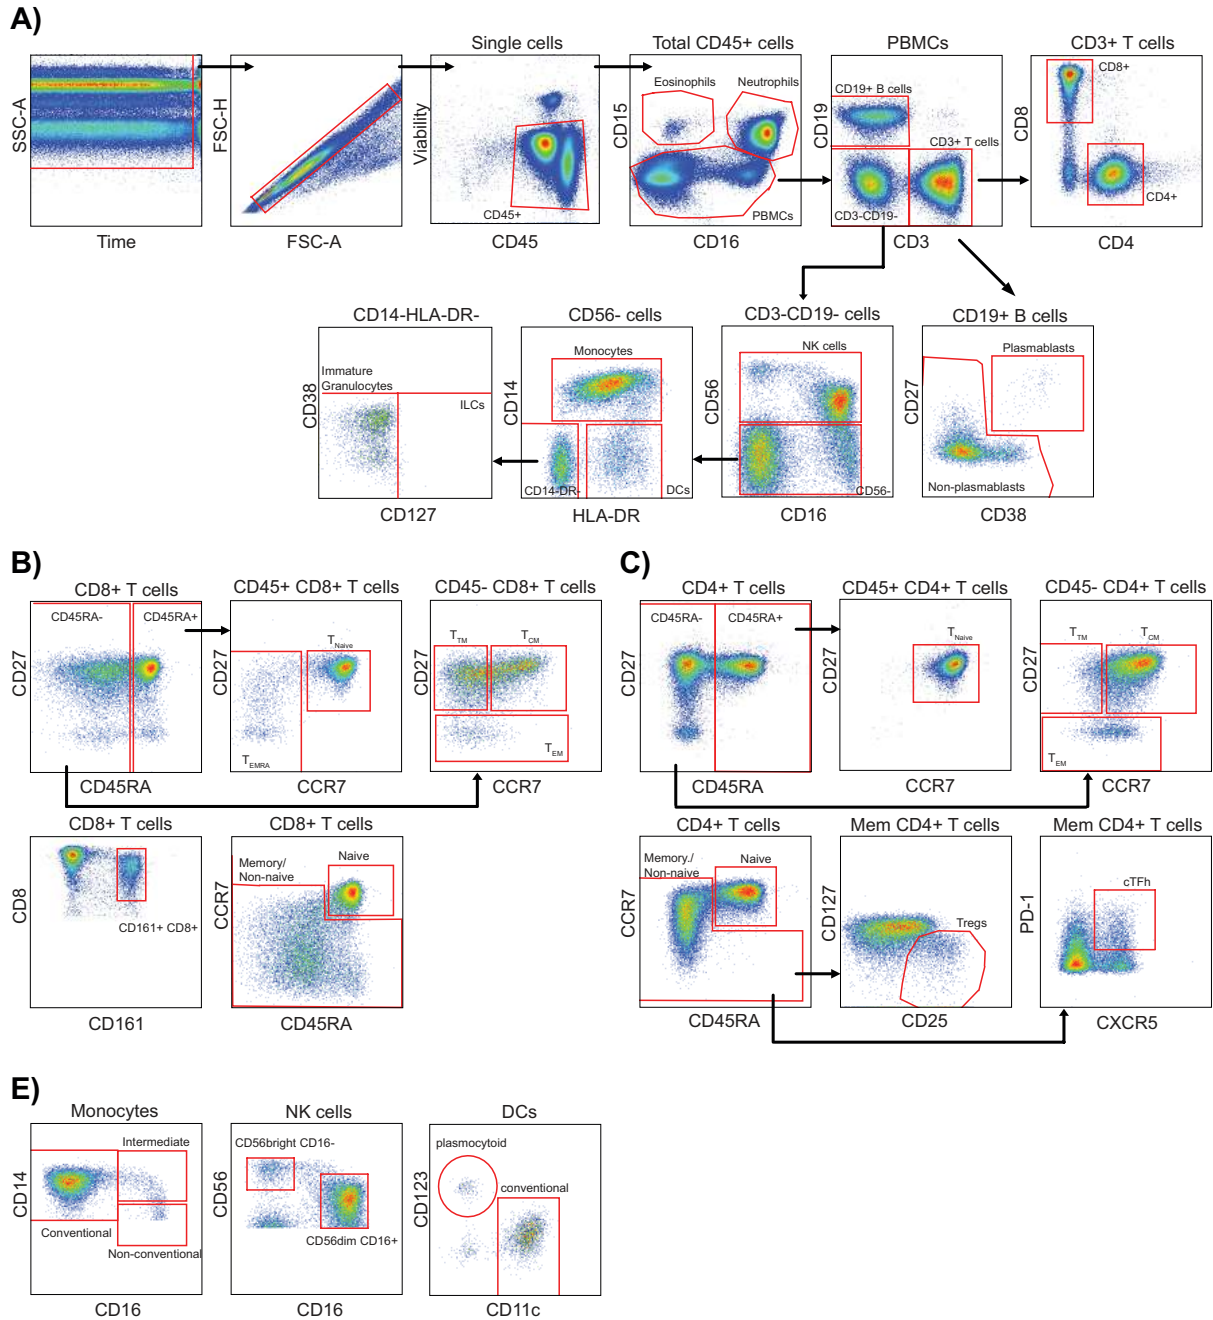 A)
Single cells
Total CD45+ cells
PBMCs
CD3+ T cells
SSC-A
Time
FSC-H
FSC-A
Viability
CD45+
CD45
CD15
Eosinophils
Neutrophils
PBMCs
CD16
CD19
CD19+ B cells
CD3+ T cells
CD3-CD19-
CD3
CD8
CD8+
CD4+
CD4
CD14-HLA-DR-
CD56- cells
CD3-CD19- cells
CD19+ B cells
CD38
Immature
Granulocytes
ILCs
CD127
CD14
Monocytes
CD14-DR-
DCs
HLA-DR
CD56
NK cells
CD56-
CD16
CD27
Plasmablasts
Non-plasmablasts
CD38
B)
CD8+ T cells
CD45+ CD8+ T cells
CD45- CD8+ T cells
CD27
CD45RA-
CD45RA+
CD45RA
CD27
TNaive
TEMRA
CCR7
CD27
TTM
TCM
TEM
CCR7
CD8+ T cells
CD8+ T cells
CD8
CD161+ CD8+
CD161
CCR7
Memory/
Non-naive
Naive
CD45RA
C)
CD4+ T cells
CD45+ CD4+ T cells
CD45- CD4+ T cells
CD27
CD45RA-
CD45RA+
CD45RA
CD27
TNaive
CCR7
CD27
TTM
TCM
TEM
CCR7
CD4+ T cells
Mem CD4+ T cells
Mem CD4+ T cells
CCR7
Memory./
Non-naive
Naive
CD45RA
CD127
Tregs
CD25
PD-1
cTFh
CXCR5
E)
Monocytes
NK cells
DCs
CD14
Intermediate
Conventional
Non-conventional
CD16
CD56
CD56bright CD16-
CD56dim CD16+
CD16
CD123
plasmocytoid
conventional
CD11c